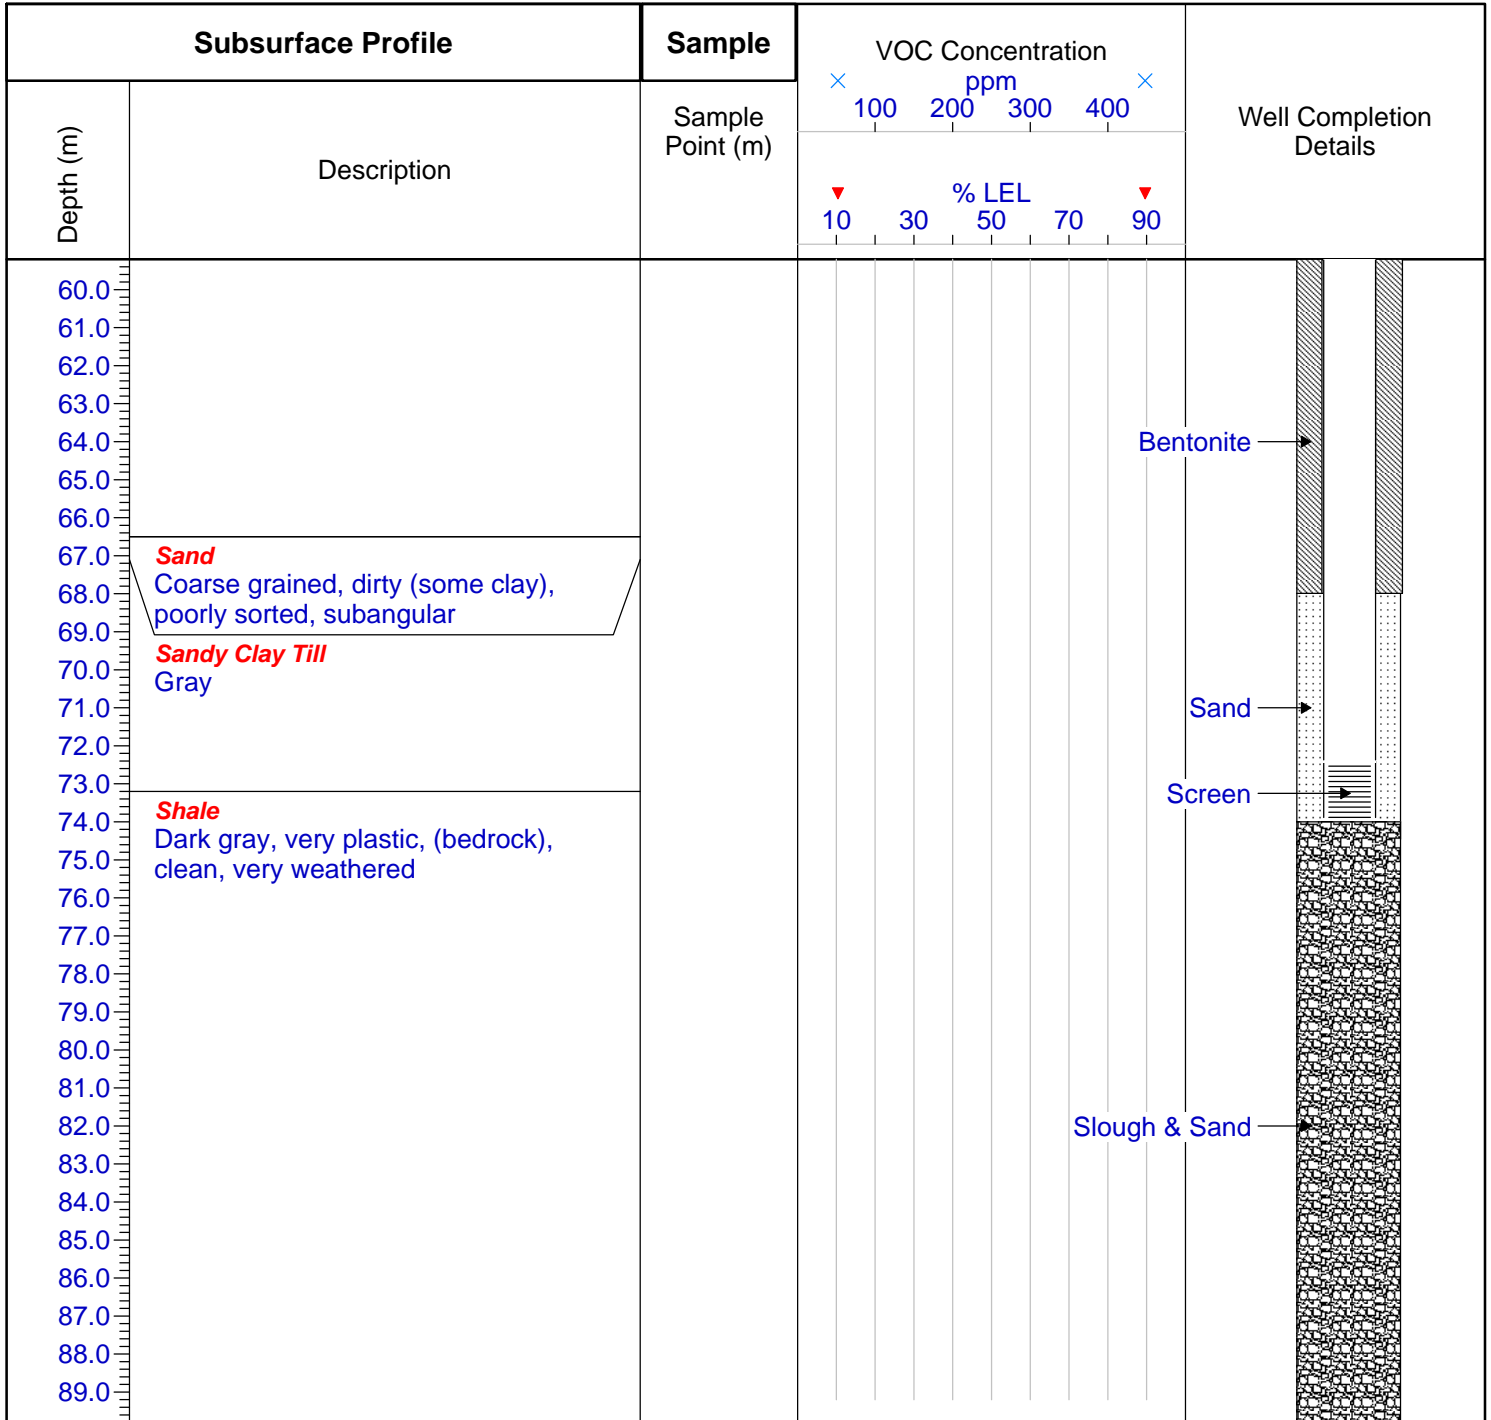 Subsurface Profile
Sample
VOC Concentration
ppm
100 200 300 400
% LEL
10 30 50 70 90
Well Completion
Details
Depth (m)
Description
Sample
Point (m)
60.0
61.0
62.0
63.0
64.0
65.0
66.0
67.0
68.0
69.0
70.0
71.0
72.0
73.0
74.0
75.0
76.0
77.0
78.0
79.0
80.0
81.0
82.0
83.0
84.0
85.0
86.0
87.0
88.0
89.0
Sand
Coarse grained, dirty (some clay),
poorly sorted, subangular
Sandy Clay Till
Gray
Shale
Dark gray, very plastic, (bedrock),
clean, very weathered
Bentonite
Sand
Screen
Slough & Sand